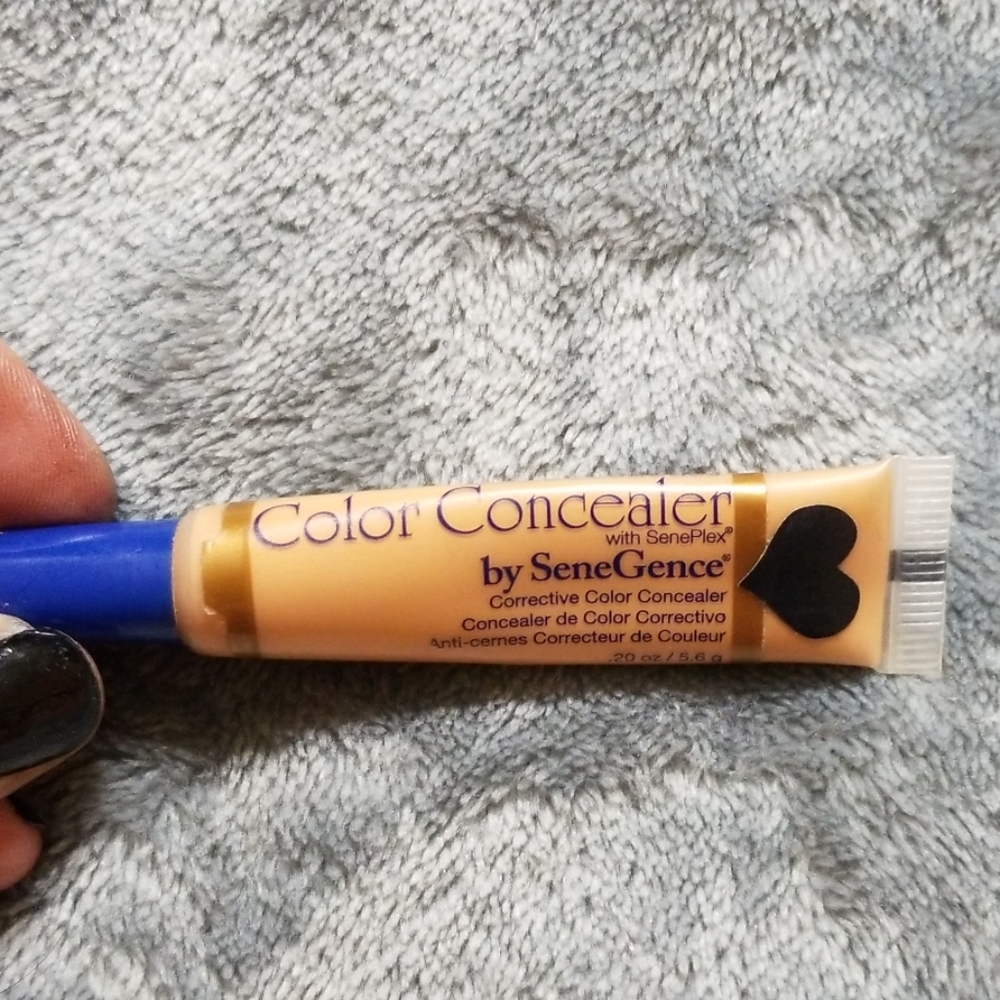 Color Concealer
with SenePlex®
by SeneGence®
Corrective Color Concealer
Concealer de Color Correctivo
Anti-cernes Correcteur de Couleur
.20 oz / 5.6 g